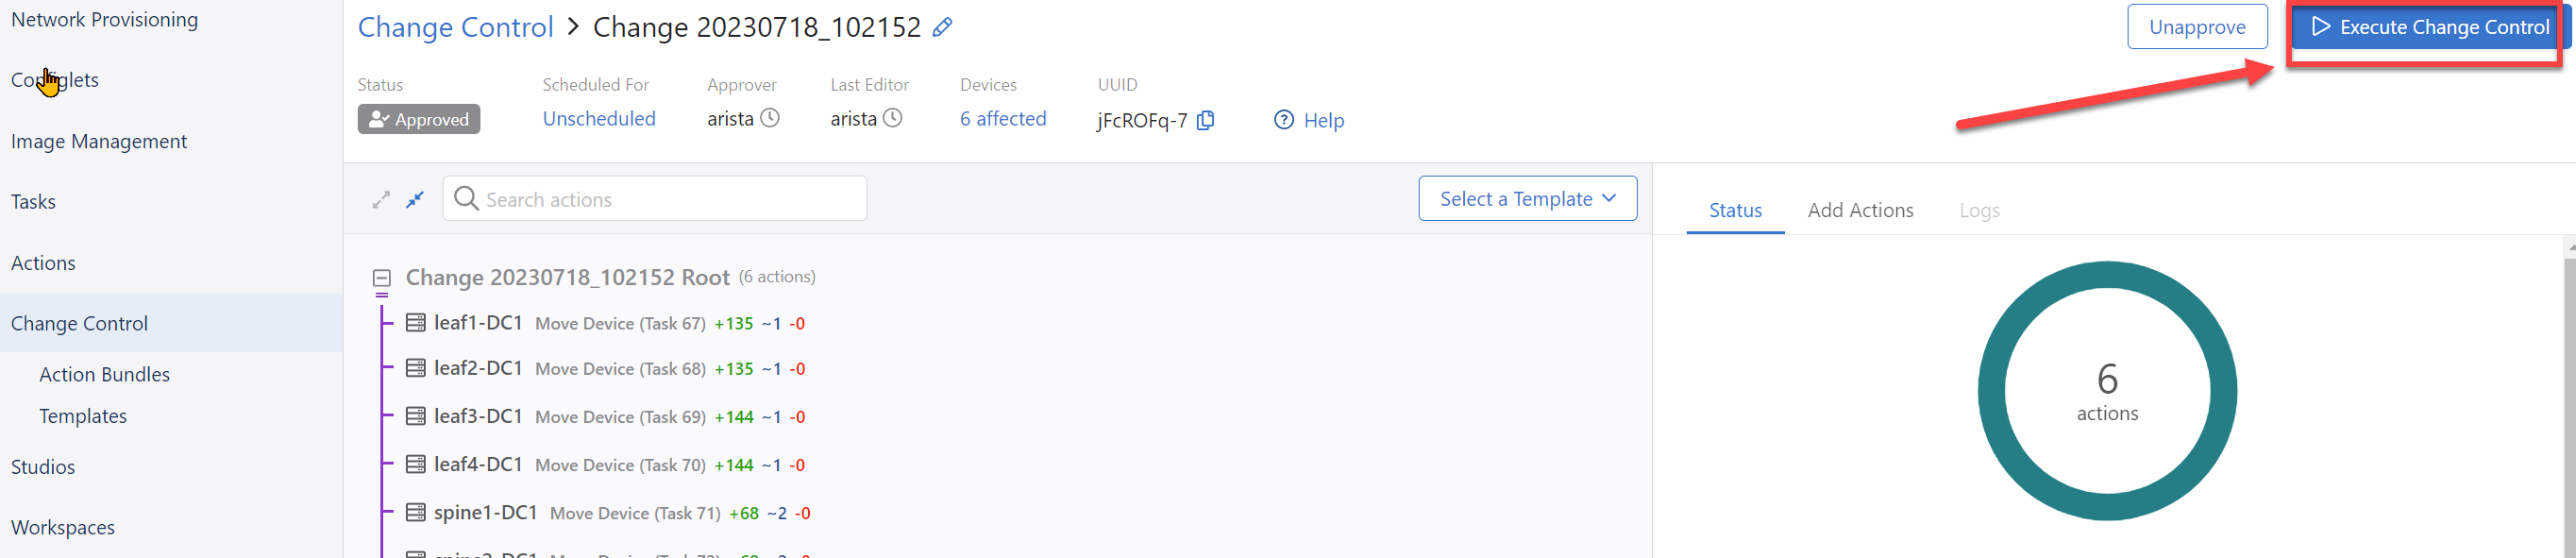 Network Provisioning
Configlets
Image Management
Tasks
Actions
Change Control
Action Bundles
Templates
Studios
Workspaces
Change Control > Change 20230718_102152
Unapprove
Execute Change Control
Status
Approved
Scheduled For
Unscheduled
Approver
arista
Last Editor
arista
Devices
6 affected
UUID
jFcROFq-7
Help
Search actions
Select a Template
Change 20230718_102152 Root (6 actions)
leaf1-DC1 Move Device (Task 67) +135 ~1 -0
leaf2-DC1 Move Device (Task 68) +135 ~1 -0
leaf3-DC1 Move Device (Task 69) +144 ~1 -0
leaf4-DC1 Move Device (Task 70) +144 ~1 -0
spine1-DC1 Move Device (Task 71) +68 ~2 -0
Status Add Actions Logs
6
actions